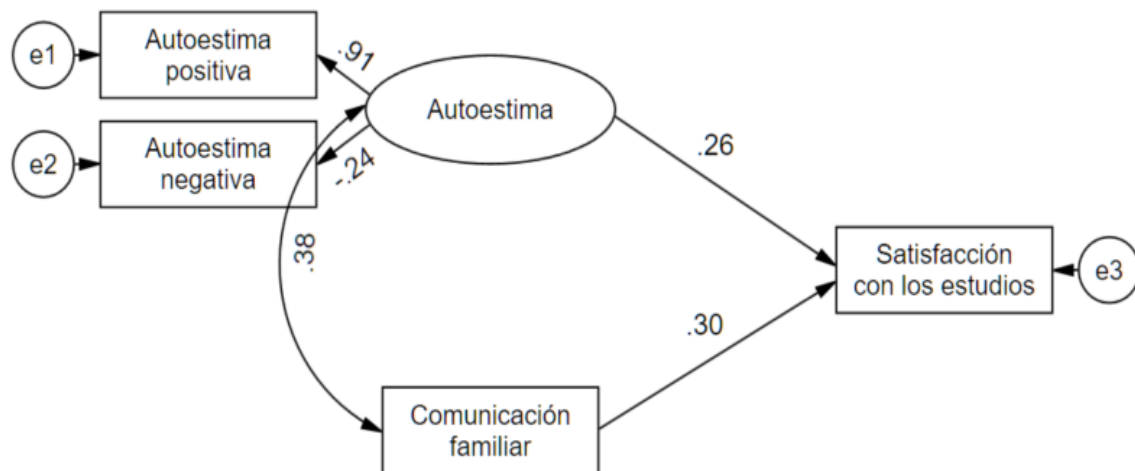 e1
Autoestima
positiva
.91
Autoestima
e2
Autoestima
negativa
-.24
.26
.38
Satisfacción
con los estudios
e3
.30
Comunicación
familiar